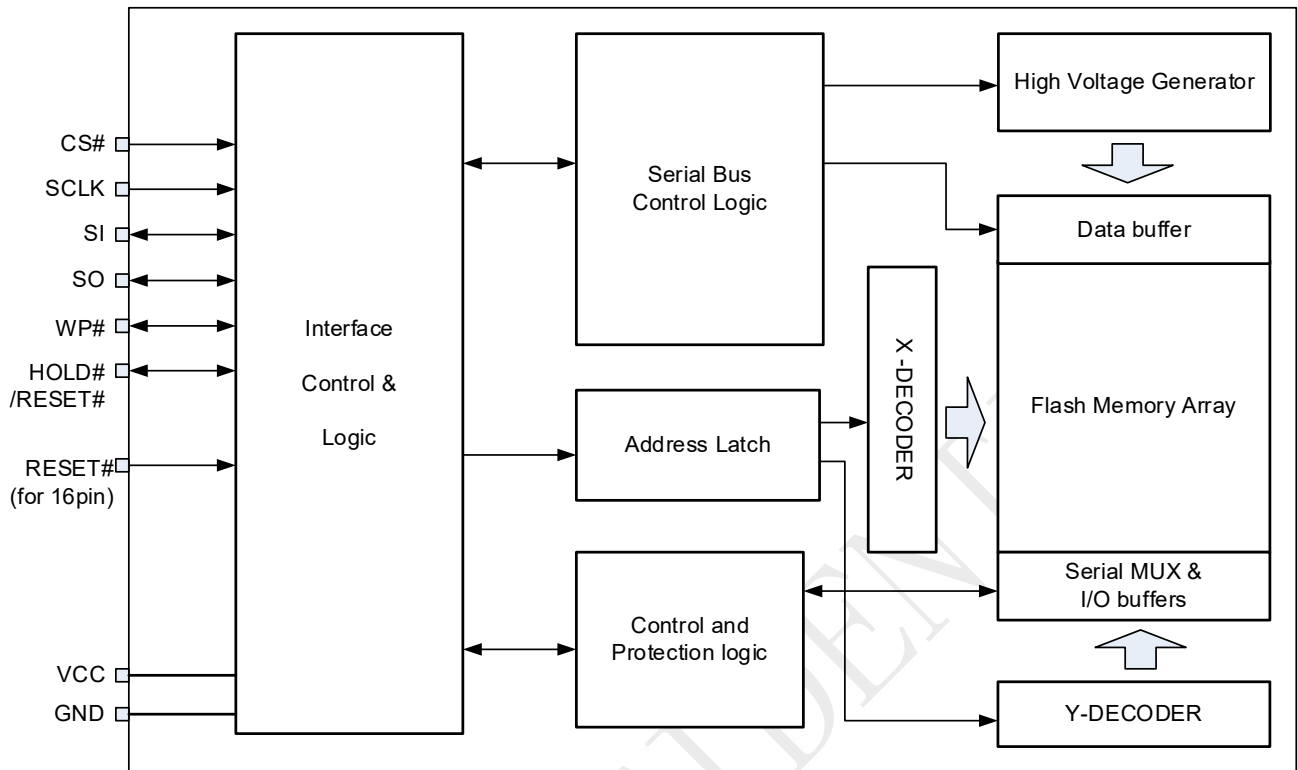 CS#
SCLK
SI
SO
WP#
HOLD#
/RESET#
RESET#
(for 16pin)
VCC
GND
Interface
Control &
Logic
Serial Bus
Control Logic
Address Latch
Control and
Protection logic
X-DECODER
High Voltage Generator
Data buffer
Flash Memory Array
Serial MUX &
I/O buffers
Y-DECODER